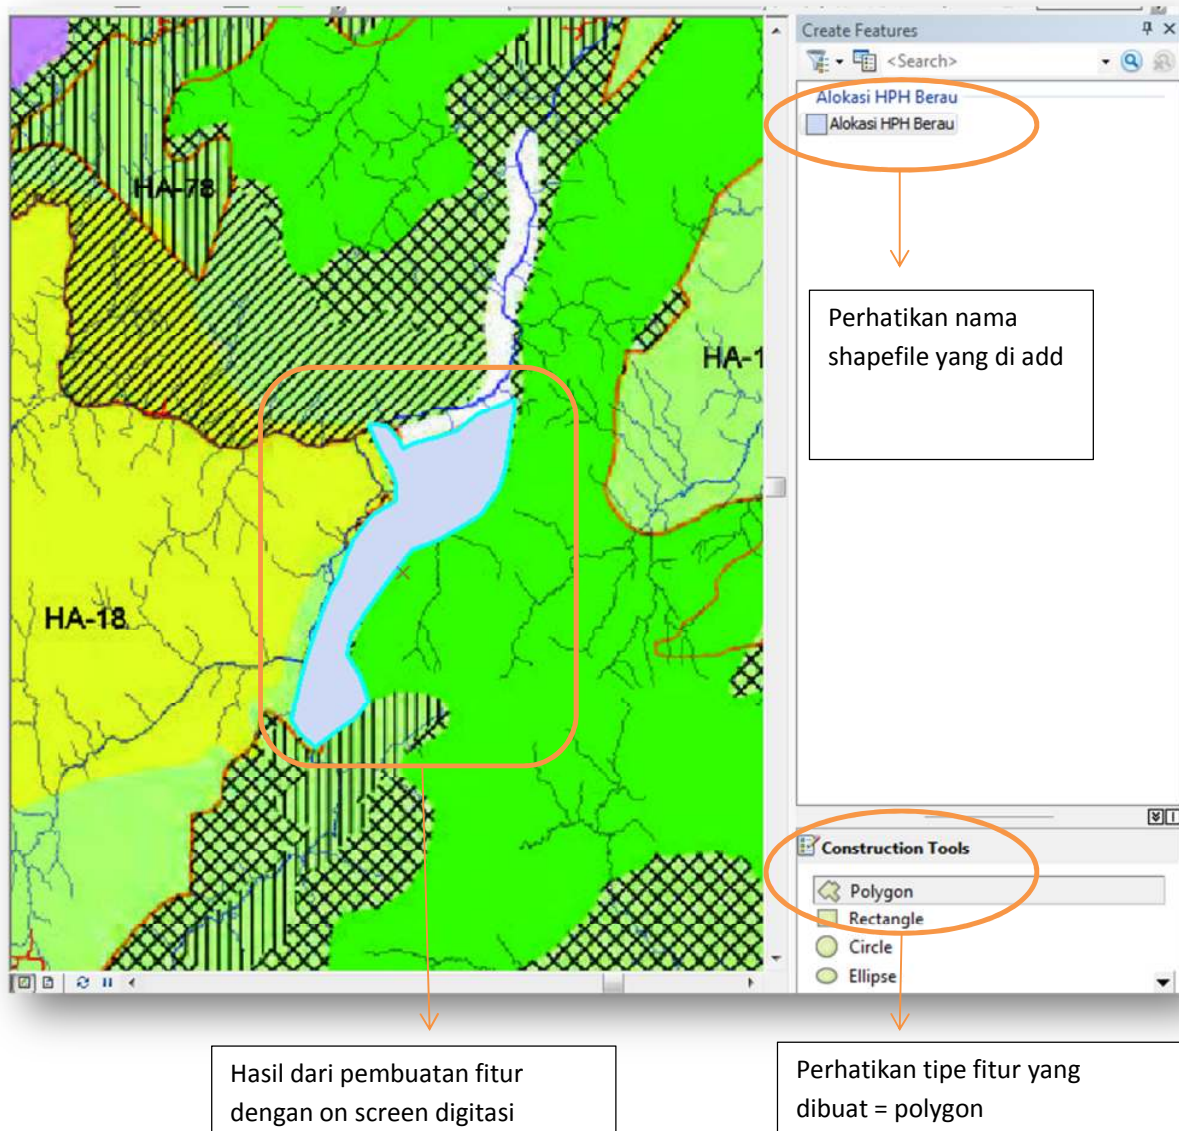 Create Features
<Search>
Alokasi HPH Berau
Alokasi HPH Berau
HA-78
HA-1
HA-18
Perhatikan nama
shapefile yang di add
Construction Tools
Polygon
Rectangle
Circle
Ellipse
Hasil dari pembuatan fitur
dengan on screen digitasi
Perhatikan tipe fitur yang
dibuat = polygon